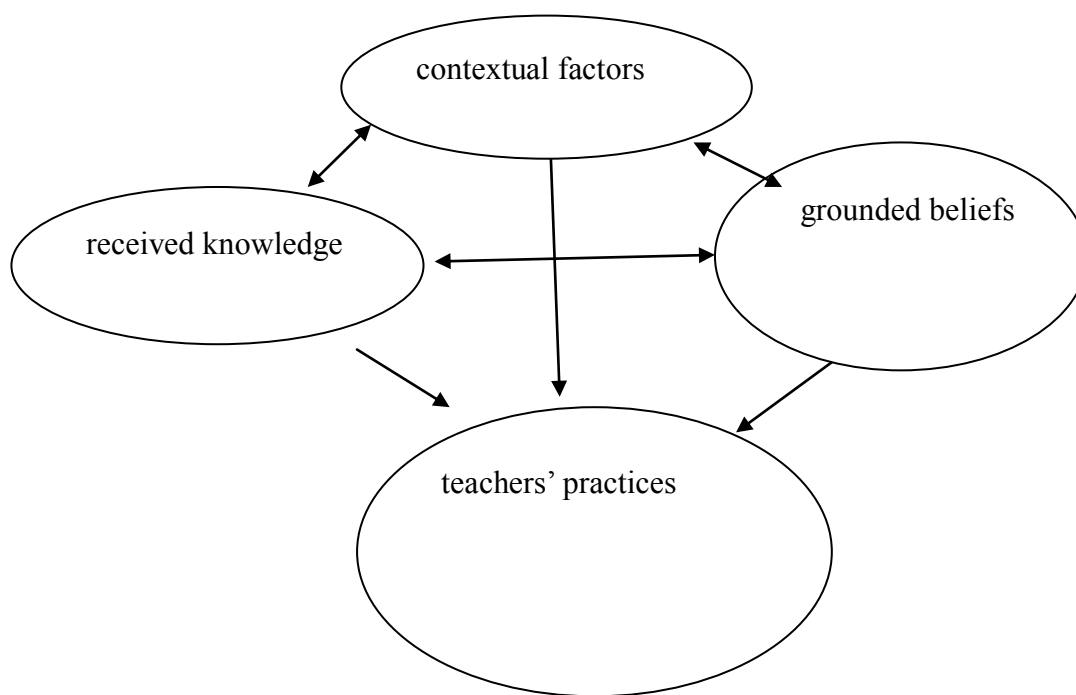 contextual factors
grounded beliefs
received knowledge
teachers’ practices